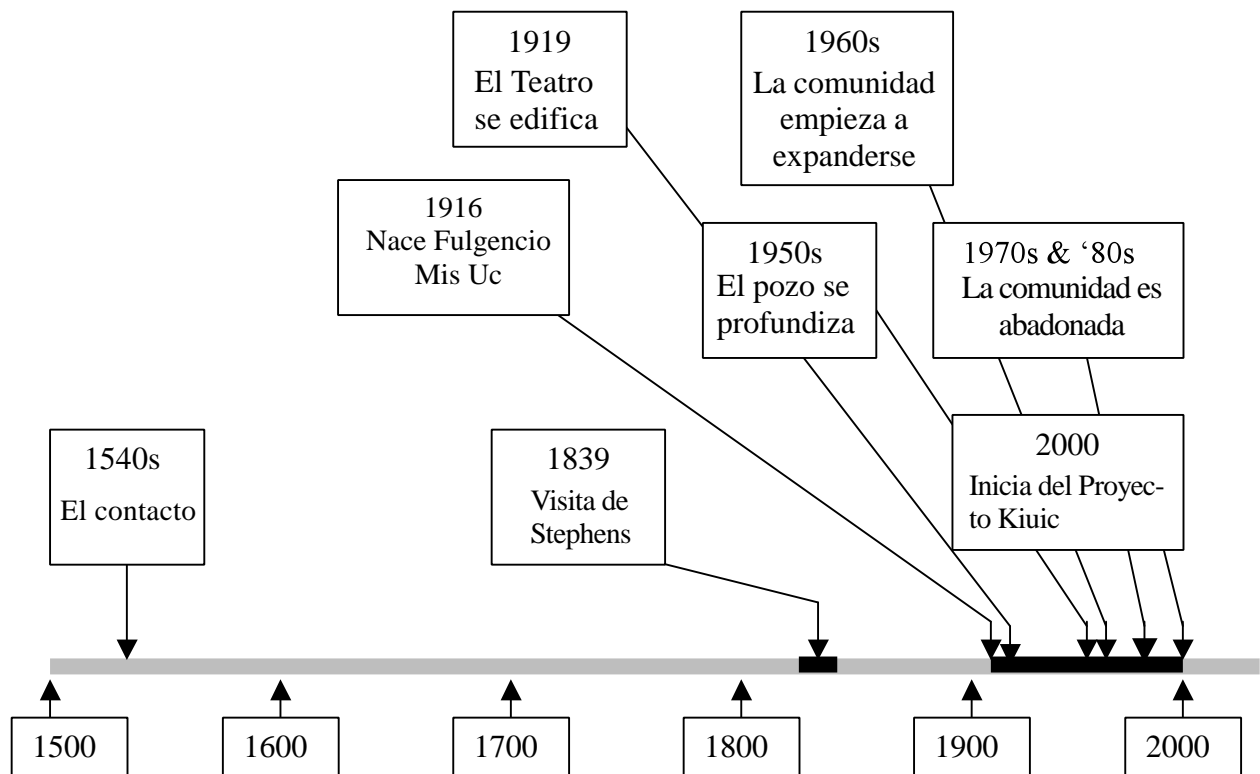 1919
El Teatro
se edifica
1960s
La comunidad
empieza a
expanderse
1916
Nace Fulgencio
Mis Uc
1950s
El pozo se
profundiza
1970s & ‘80s
La comunidad es
abadonada
1540s
El contacto
1839
Visita de
Stephens
2000
Inicia del Proyec-
to Kiuic
1500
1600
1700
1800
1900
2000